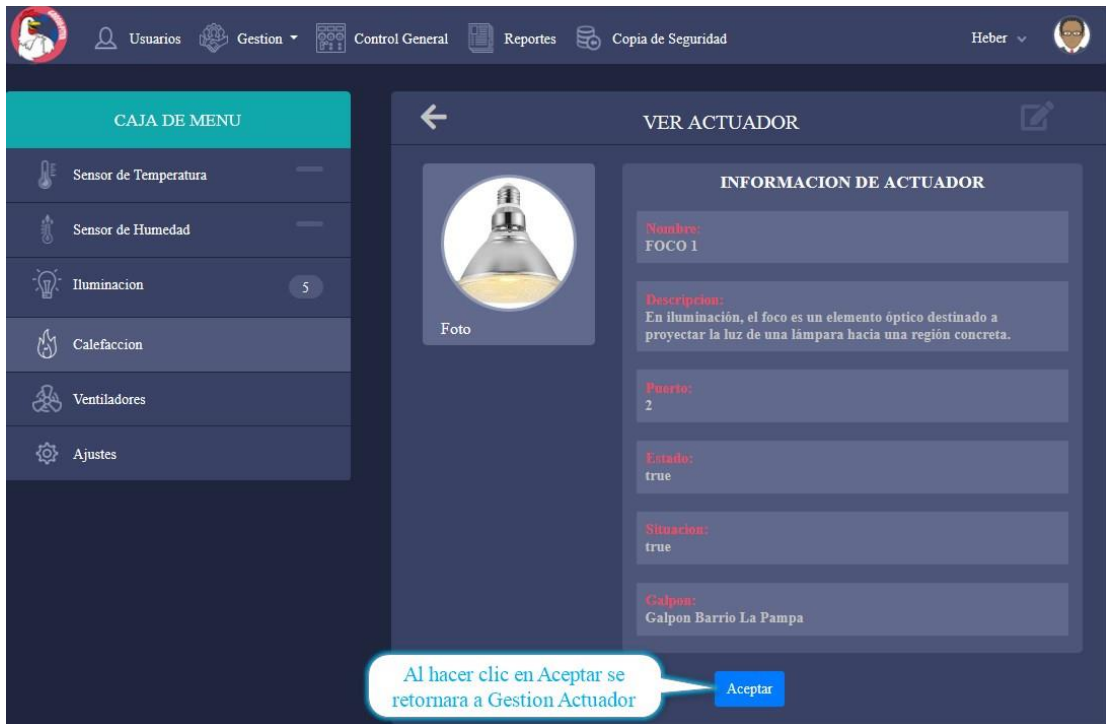 Usuarios Gestion Control General Reportes Copia de Seguridad Heber
CAJA DE MENU
Sensor de Temperatura
Sensor de Humedad
Iluminacion 5
Calefaccion
Ventiladores
Ajustes
VER ACTUADOR
Foto
INFORMACION DE ACTUADOR
Nombre:
FOCO 1
Descripcion:
En iluminación, el foco es un elemento óptico destinado a
proyectar la luz de una lámpara hacia una región concreta.
Puerto:
2
Estado:
true
Situacion:
true
Galpon:
Galpon Barrio La Pampa
Al hacer clic en Aceptar se
retornara a Gestion Actuador
Aceptar